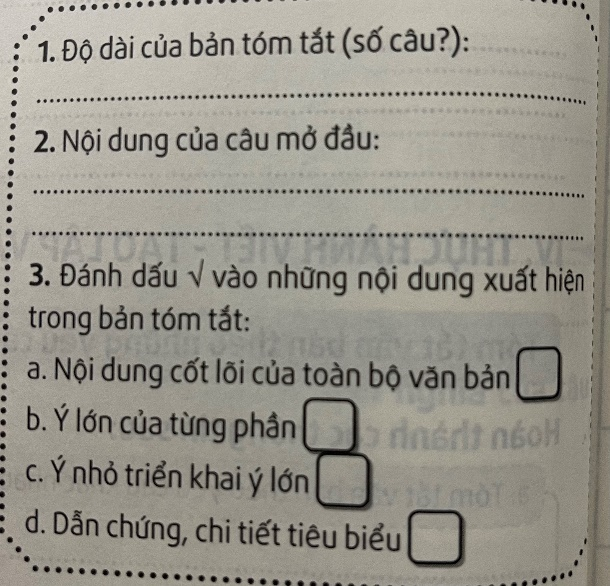 1. Độ dài của bản tóm tắt (số câu?):
2. Nội dung của câu mở đầu:
3. Đánh dấu √ vào những nội dung xuất hiện
trong bản tóm tắt:
a. Nội dung cốt lõi của toàn bộ văn bản
b. Ý lớn của từng phần
c. Ý nhỏ triển khai ý lớn
d. Dẫn chứng, chi tiết tiêu biểu